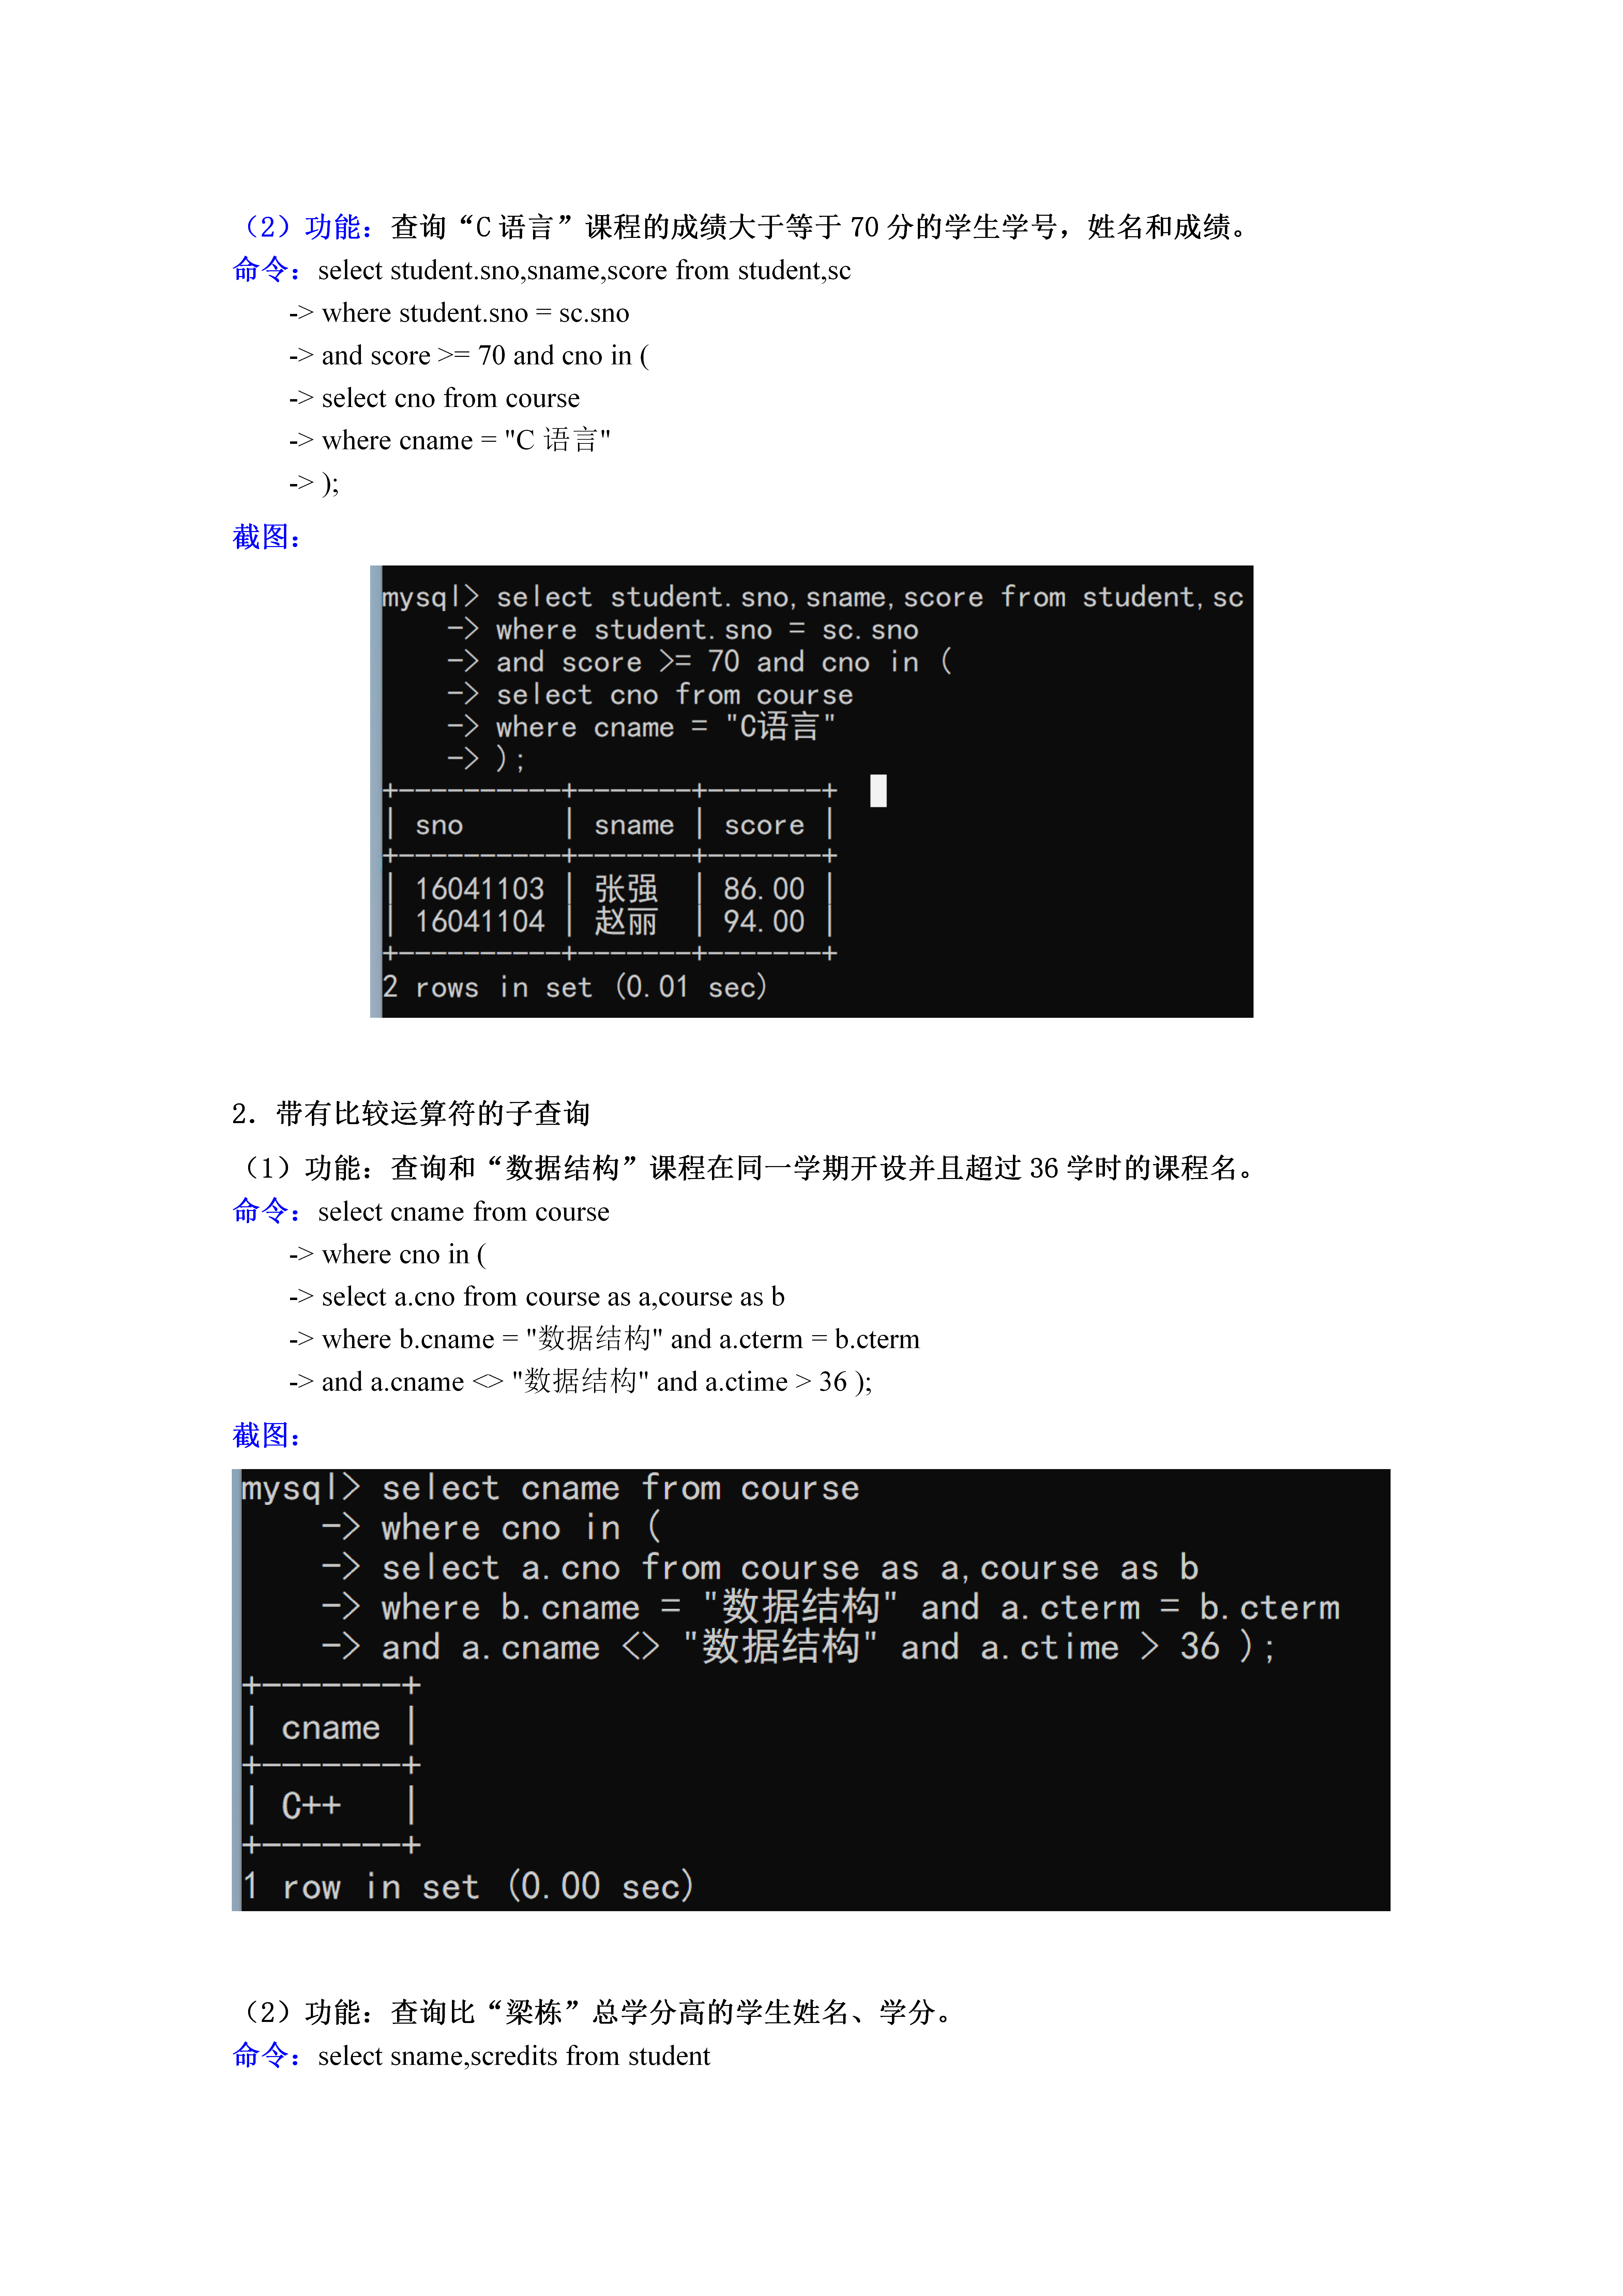 （2）功能：查询“C 语言”课程的成绩大于等于 70 分的学生学号，姓名和成绩。
命令：select student.sno,sname,score from student,sc
-> where student.sno = sc.sno
-> and score >= 70 and cno in (
-> select cno from course
-> where cname = "C 语言"
-> );
截图：
mysql> select student.sno,sname,score from student,sc
-> where student.sno = sc.sno
-> and score >= 70 and cno in (
-> select cno from course
-> where cname = "C语言"
-> );
+----------+-------+-------+
| sno      | sname | score |
+----------+-------+-------+
| 16041103 | 张强  | 86.00 |
| 16041104 | 赵丽  | 94.00 |
+----------+-------+-------+
2 rows in set (0.01 sec)
2．带有比较运算符的子查询
（1）功能：查询和“数据结构”课程在同一学期开设并且超过 36 学时的课程名。
命令：select cname from course
-> where cno in (
-> select a.cno from course as a,course as b
-> where b.cname = "数据结构" and a.cterm = b.cterm
-> and a.cname <> "数据结构" and a.ctime > 36 );
截图：
mysql> select cname from course
-> where cno in (
-> select a.cno from course as a,course as b
-> where b.cname = "数据结构" and a.cterm = b.cterm
-> and a.cname <> "数据结构" and a.ctime > 36 );
+-------+
| cname |
+-------+
| C++   |
+-------+
1 row in set (0.00 sec)
（2）功能：查询比“梁栋”总学分高的学生姓名、学分。
命令：select sname,scredits from student